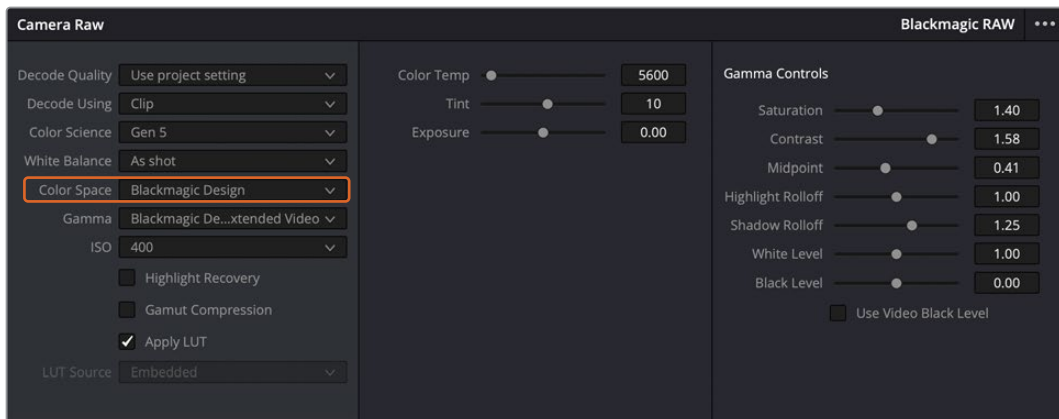 Camera Raw
Blackmagic RAW
Decode Quality Use project setting
Decode Using Clip
Color Science Gen 5
White Balance As shot
Color Space Blackmagic Design
Gamma Blackmagic De...xtended Video
ISO 400
Highlight Recovery
Gamut Compression
Apply LUT
LUT Source Embedded
Color Temp 5600
Tint 10
Exposure 0.00
Gamma Controls
Saturation 1.40
Contrast 1.58
Midpoint 0.41
Highlight Rolloff 1.00
Shadow Rolloff 1.25
White Level 1.00
Black Level 0.00
Use Video Black Level